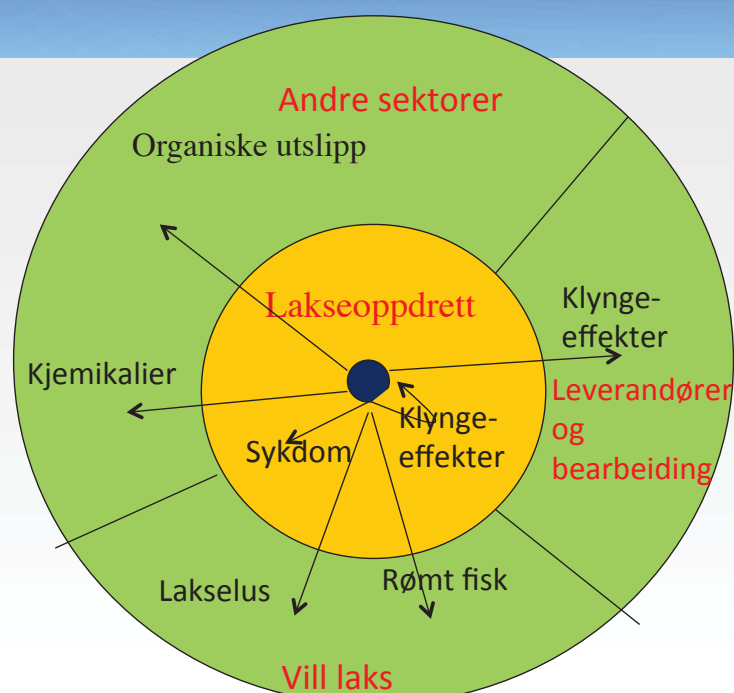 Andre sektorer
Organiske utslipp
Lakseoppdrett
Klynge-
effekter
Kjemikalier
Leverandører
og
bearbeiding
Klynge-
effekter
Sykdom
Lakselus
Rømt fisk
Vill laks